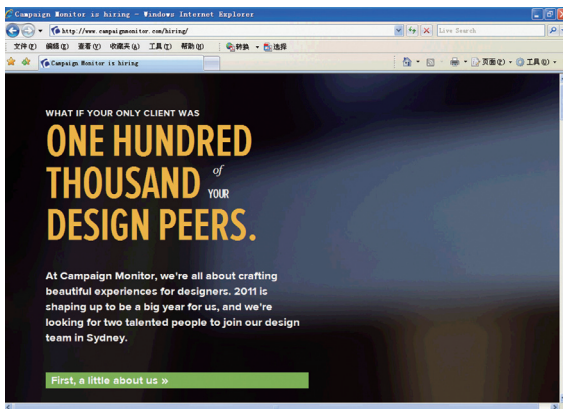 Campaign Monitor is hiring - Windows Internet Explorer
http://www.campaignmonitor.com/hiring/
Live Search
文件(F) 编辑(E) 查看(V) 收藏夹(A) 工具(T) 帮助(H) 转换 选择
Campaign Monitor is hiring 页面(P) 工具(O)
WHAT IF YOUR ONLY CLIENT WAS
ONE HUNDRED
THOUSAND of YOUR
DESIGN PEERS.
At Campaign Monitor, we're all about crafting
beautiful experiences for designers. 2011 is
shaping up to be a big year for us, and we're
looking for two talented people to join our design
team in Sydney.
First, a little about us »